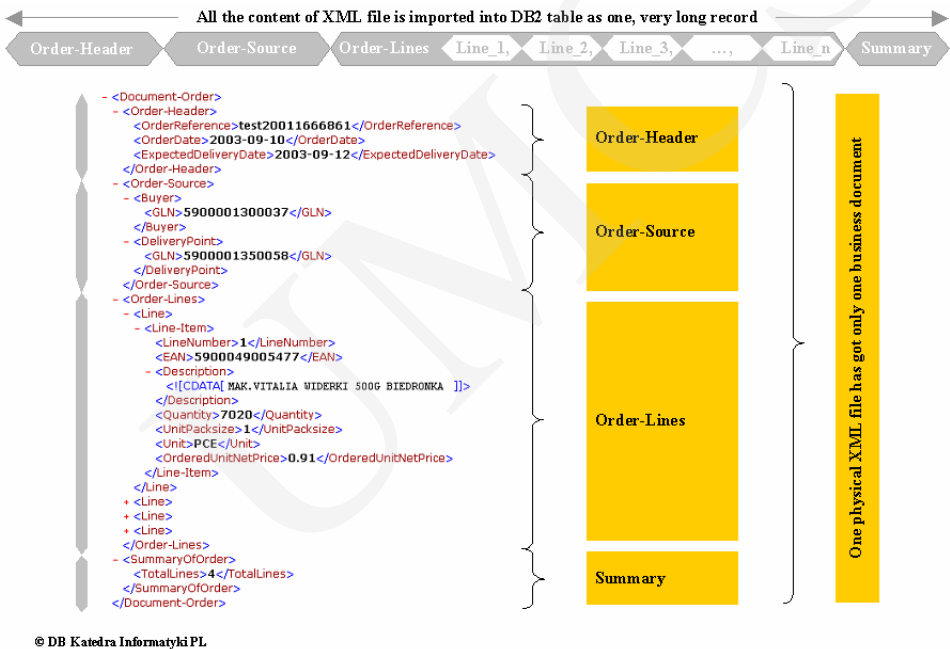 All the content of XML file is imported into DB2 table as one, very long record
Order-Header Order-Source Order-Lines Line_1, Line_2, Line_3, ..., Line_n Summary
- <Document-Order>
- <Order-Header>
<OrderReference>test20011666861</OrderReference>
<OrderDate>2003-09-10</OrderDate>
<ExpectedDeliveryDate>2003-09-12</ExpectedDeliveryDate>
</Order-Header>
- <Order-Source>
- <Buyer>
<GLN>5900001300037</GLN>
</Buyer>
- <DeliveryPoint>
<GLN>5900001350058</GLN>
</DeliveryPoint>
</Order-Source>
- <Order-Lines>
- <Line>
- <Line-Item>
<LineNumber>1</LineNumber>
<EAN>5900049005477</EAN>
- <Description>
<![CDATA[ MAK.VITALIA WIDERKI 500G BIEDRONKA ]]>
</Description>
<Quantity>7020</Quantity>
<UnitPacksize>1</UnitPacksize>
<Unit>PCE</Unit>
<OrderedUnitNetPrice>0.91</OrderedUnitNetPrice>
</Line-Item>
</Line>
+ <Line>
+ <Line>
+ <Line>
</Order-Lines>
- <SummaryOfOrder>
<TotalLines>4</TotalLines>
</SummaryOfOrder>
</Document-Order>
Order-Header
Order-Source
Order-Lines
Summary
One physical XML file has got only one business document
UMCS
© DB Katedra Informatyki PL